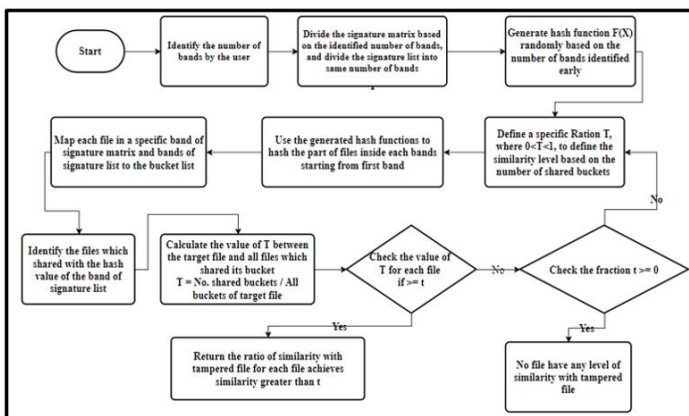 Start
Identify the number of
bands by the user
Divide the signature matrix based
on the identified number of bands,
and divide the signature list into
same number of bands
Generate hash function F(X)
randomly based on the
number of bands identified
early
Define a specific Ration T,
where 0<T<1, to define the
similarity level based on the
number of shared buckets
Use the generated hash functions to
hash the part of files inside each bands
starting from first band
Map each file in a specific band of
signature matrix and bands of
signature list to the bucket list
Identify the files which
shared with the hash
value of the band of
signature list
Calculate the value of T between
the target file and all files which
shared its bucket
T = No. shared buckets / All
buckets of target file
Check the value of
T for each file
if >= t
No
Check the fraction t >= 0
No
Yes
Return the ratio of similarity with
tampered file for each file achieves
similarity greater than t
Yes
No file have any level of
similarity with tampered
file